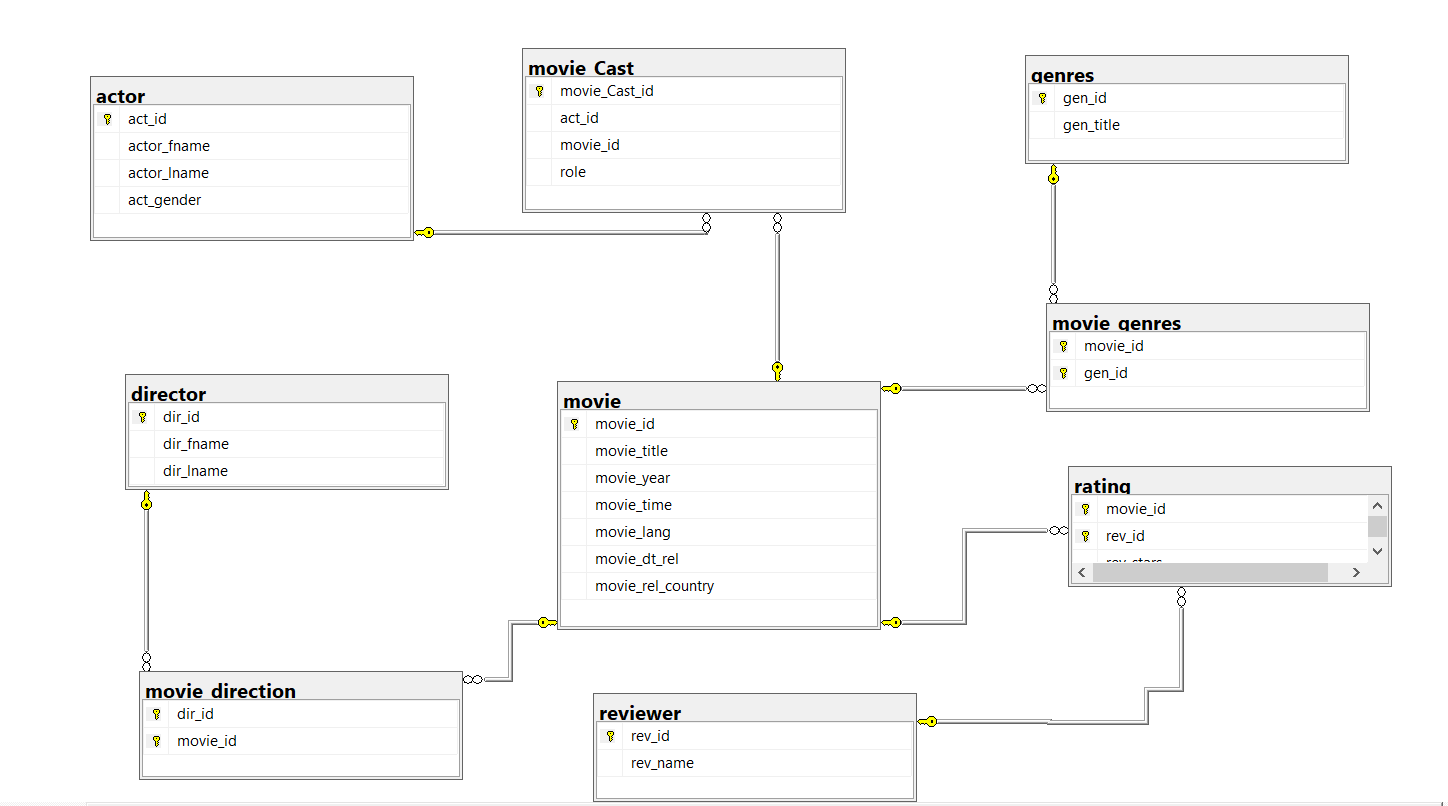 actor
act_id
actor_fname
actor_lname
act_gender
movie_Cast
movie_Cast_id
act_id
movie_id
role
genres
gen_id
gen_title
movie_genres
movie_id
gen_id
director
dir_id
dir_fname
dir_lname
movie
movie_id
movie_title
movie_year
movie_time
movie_lang
movie_dt_rel
movie_rel_country
rating
movie_id
rev_id
rev_stars
movie_direction
dir_id
movie_id
reviewer
rev_id
rev_name